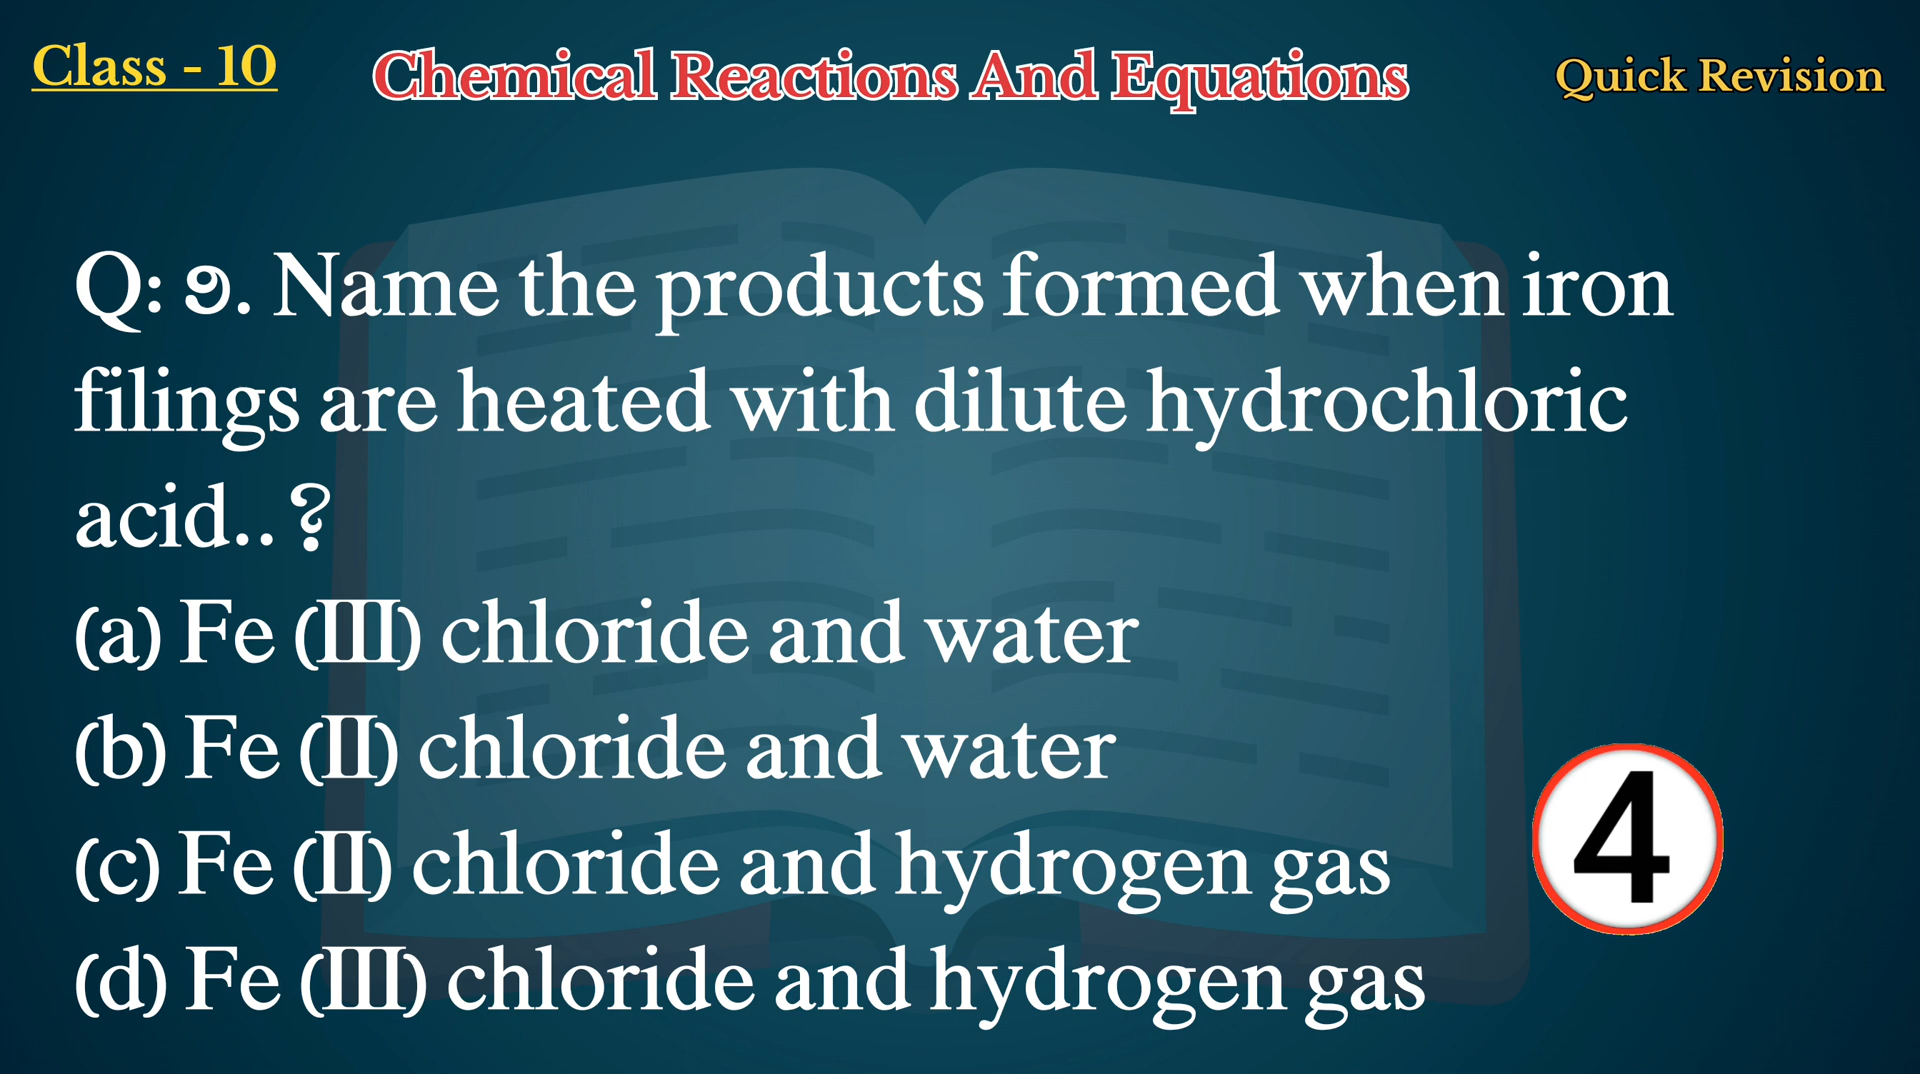 Class - 10
Chemical Reactions And Equations
Quick Revision
Q: 9. Name the products formed when iron
filings are heated with dilute hydrochloric
acid..?
(a) Fe (III) chloride and water
(b) Fe (II) chloride and water
(c) Fe (II) chloride and hydrogen gas
4
(d) Fe (III) chloride and hydrogen gas